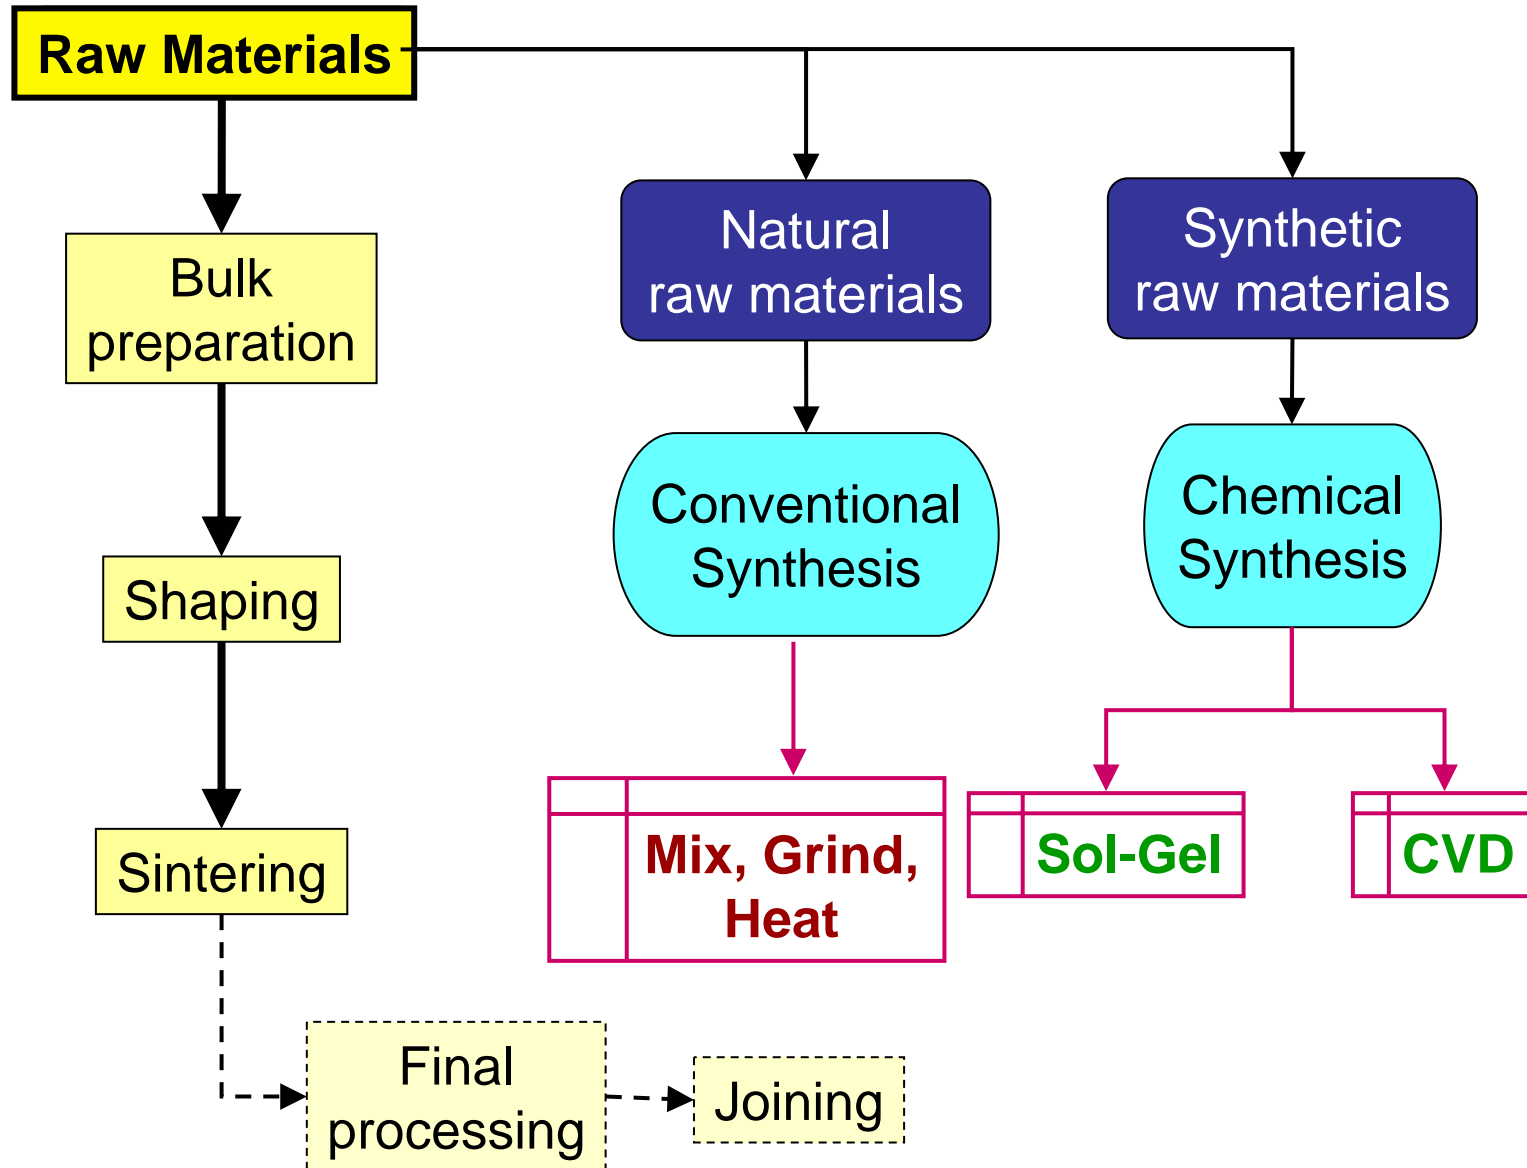 Raw Materials
Bulk
preparation
Shaping
Sintering
Final
processing
Joining
Natural
raw materials
Conventional
Synthesis
Mix, Grind,
Heat
Synthetic
raw materials
Chemical
Synthesis
Sol-Gel
CVD